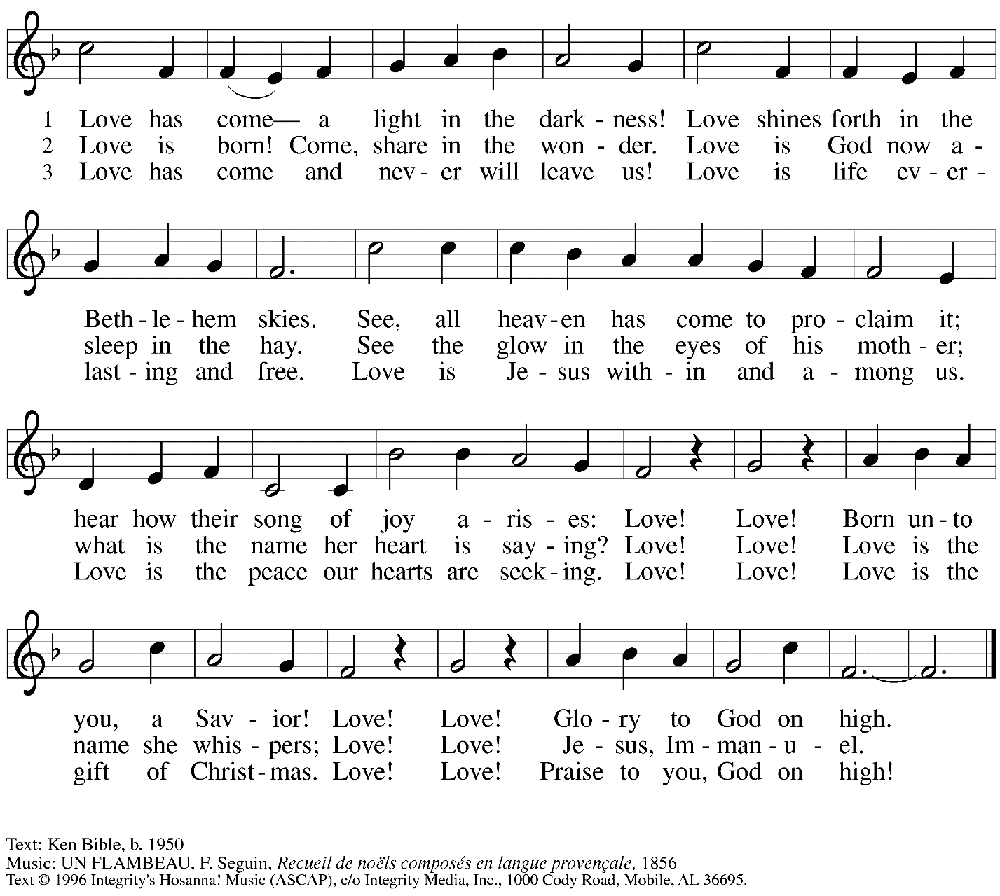 1 Love has come— a light in the dark - ness! Love shines forth in the
2 Love is born! Come, share in the won - der. Love is God now a -
3 Love has come and nev - er will leave us! Love is life ev - er -
Beth - le - hem skies. See, all heav - en has come to pro - claim it;
sleep in the hay. See the glow in the eyes of his moth - er;
last - ing and free. Love is Je - sus with - in and a - mong us.
hear how their song of joy a - ris - es: Love! Love! Born un - to
what is the name her heart is say - ing? Love! Love! Love is the
Love is the peace our hearts are seek - ing. Love! Love! Love is the
you, a Sav - ior! Love! Love! Glo - ry to God on high.
name she whis - pers; Love! Love! Je - sus, Im - man - u - el.
gift of Christ - mas. Love! Love! Praise to you, God on high!
Text: Ken Bible, b. 1950
Music: UN FLAMBEAU, F. Seguin, Recueil de noëls composés en langue provençale, 1856
Text © 1996 Integrity's Hosanna! Music (ASCAP), c/o Integrity Media, Inc., 1000 Cody Road, Mobile, AL 36695.